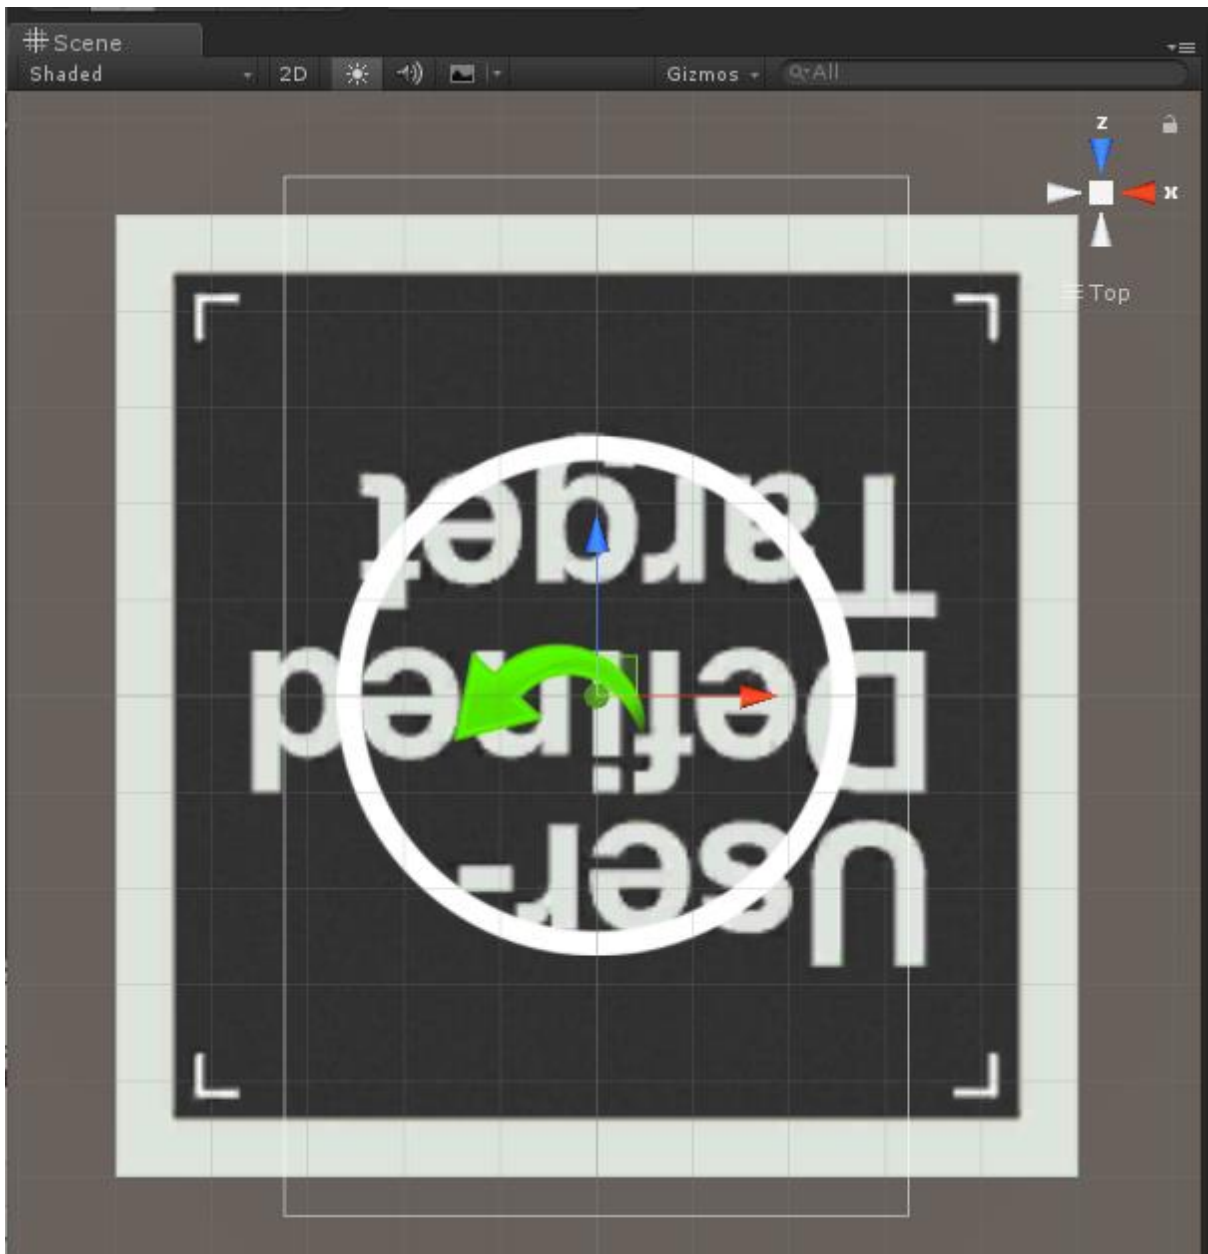 Scene
Shaded 2D Gizmos All
z
x
Top
User-
Defined
Target